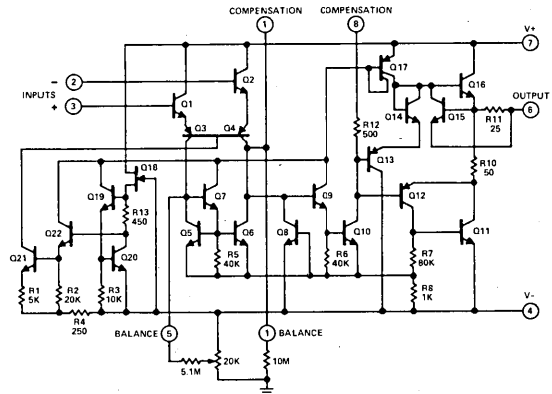 COMPENSATION
COMPENSATION
1
8
V+
7
Q17
Q2
Q16
− 2
OUTPUT
INPUTS
Q1
+ 3
6
Q14
Q15
R11
25
Q3
Q4
R12
500
Q13
R10
50
Q18
Q19
Q7
Q9
Q12
R13
450
Q22
Q21
Q20
Q5
Q6
Q8
Q10
Q11
R5
40K
R6
40K
R7
80K
R1
5K
R2
20K
R3
10K
R8
1K
R4
250
V-
4
BALANCE 5
1 BALANCE
20K
10M
5.1M